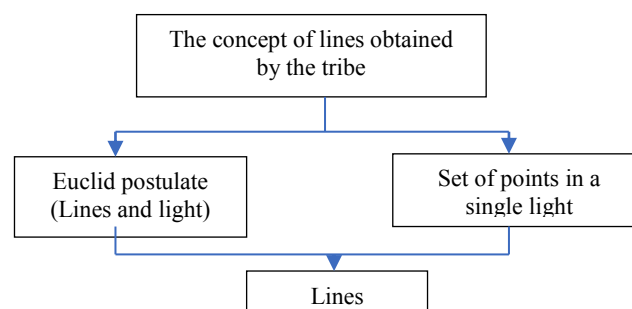 The concept of lines obtained
by the tribe
Euclid postulate
(Lines and light)
Set of points in a
single light
Lines